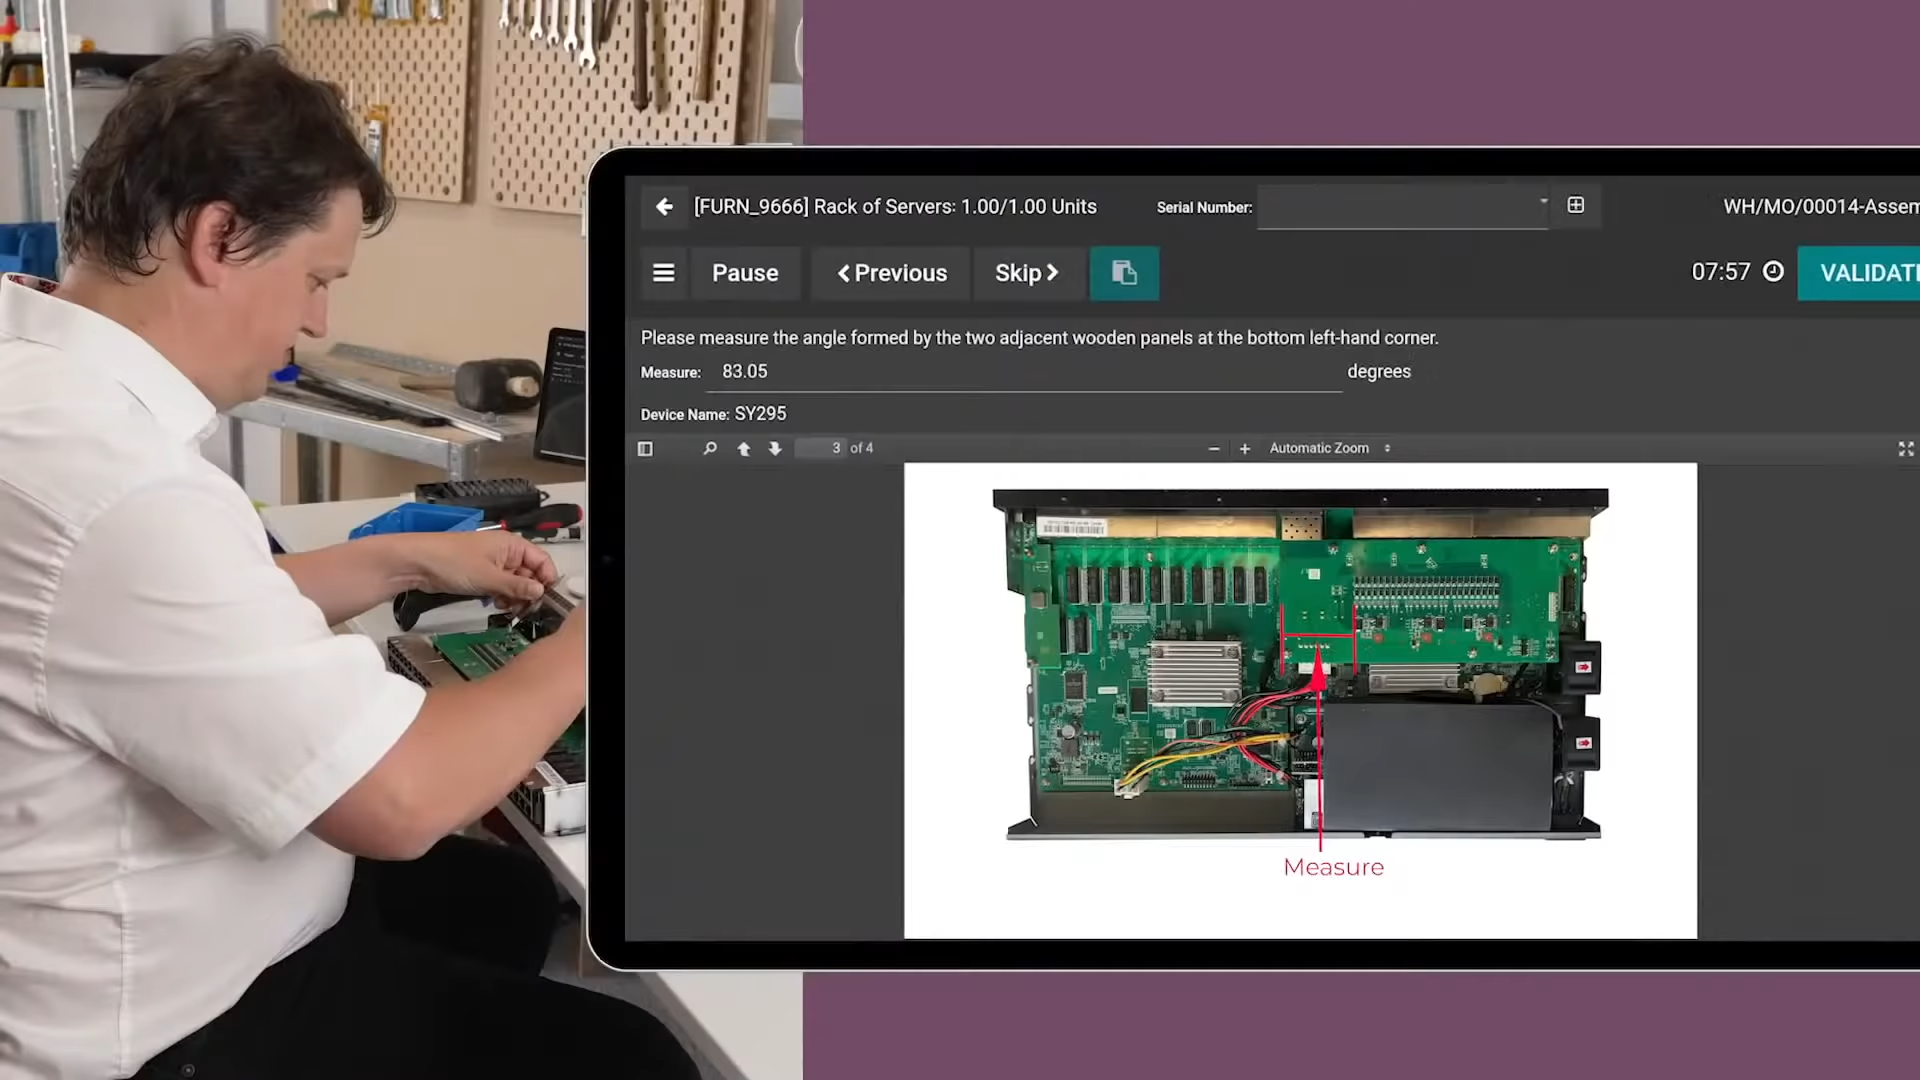 [FURN_9666] Rack of Servers: 1.00/1.00 Units
Serial Number:
WH/MO/00014-Assem
Pause
Previous
Skip
07:57
VALIDAT
Please measure the angle formed by the two adjacent wooden panels at the bottom left-hand corner.
Measure: 83.05 degrees
Device Name: SY295
3 of 4
Automatic Zoom
Measure